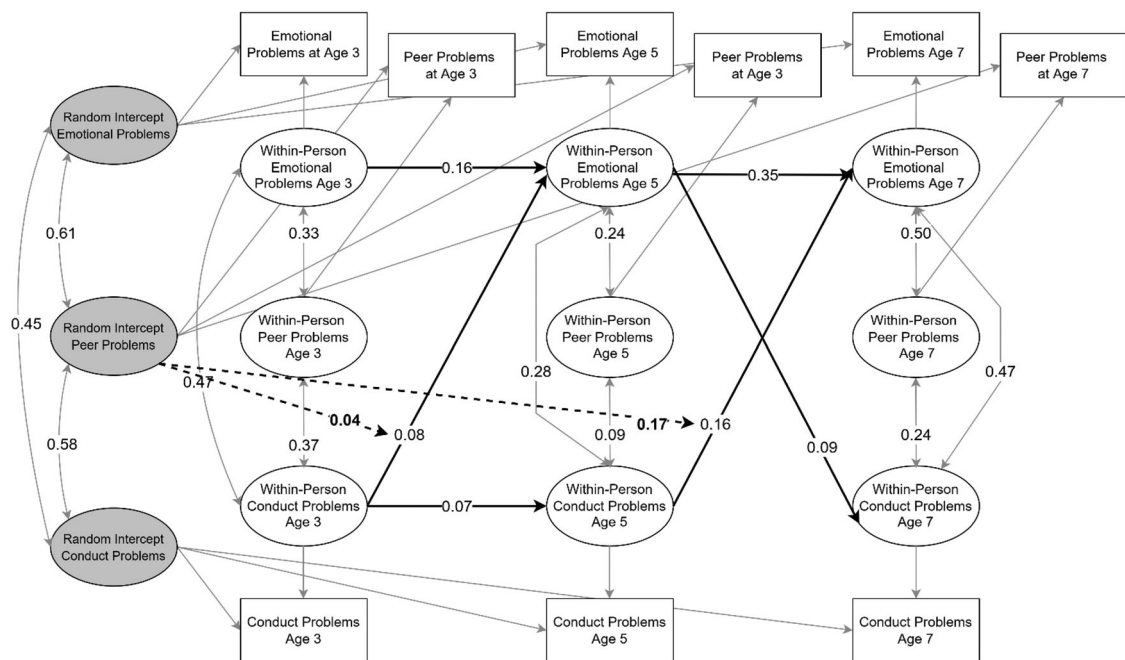 Emotional
Problems at Age 3
Peer Problems
at Age 3
Emotional
Problems Age 5
Peer Problems
at Age 3
Emotional
Problems Age 7
Peer Problems
at Age 7
Random Intercept
Emotional Problems
Within-Person
Emotional
Problems Age 3
0.16
Within-Person
Emotional
Problems Age 5
0.35
Within-Person
Emotional
Problems Age 7
0.61
0.33
0.24
0.50
0.45
Random Intercept
Peer Problems
Within-Person
Peer Problems
Age 3
Within-Person
Peer Problems
Age 5
Within-Person
Peer Problems
Age 7
0.47
0.28
0.47
0.04
0.08
0.17
0.16
0.58
0.37
0.09
0.09
0.24
Random Intercept
Conduct Problems
Within-Person
Conduct Problems
Age 3
0.07
Within-Person
Conduct Problems
Age 5
Within-Person
Conduct Problems
Age 7
Conduct Problems
Age 3
Conduct Problems
Age 5
Conduct Problems
Age 7